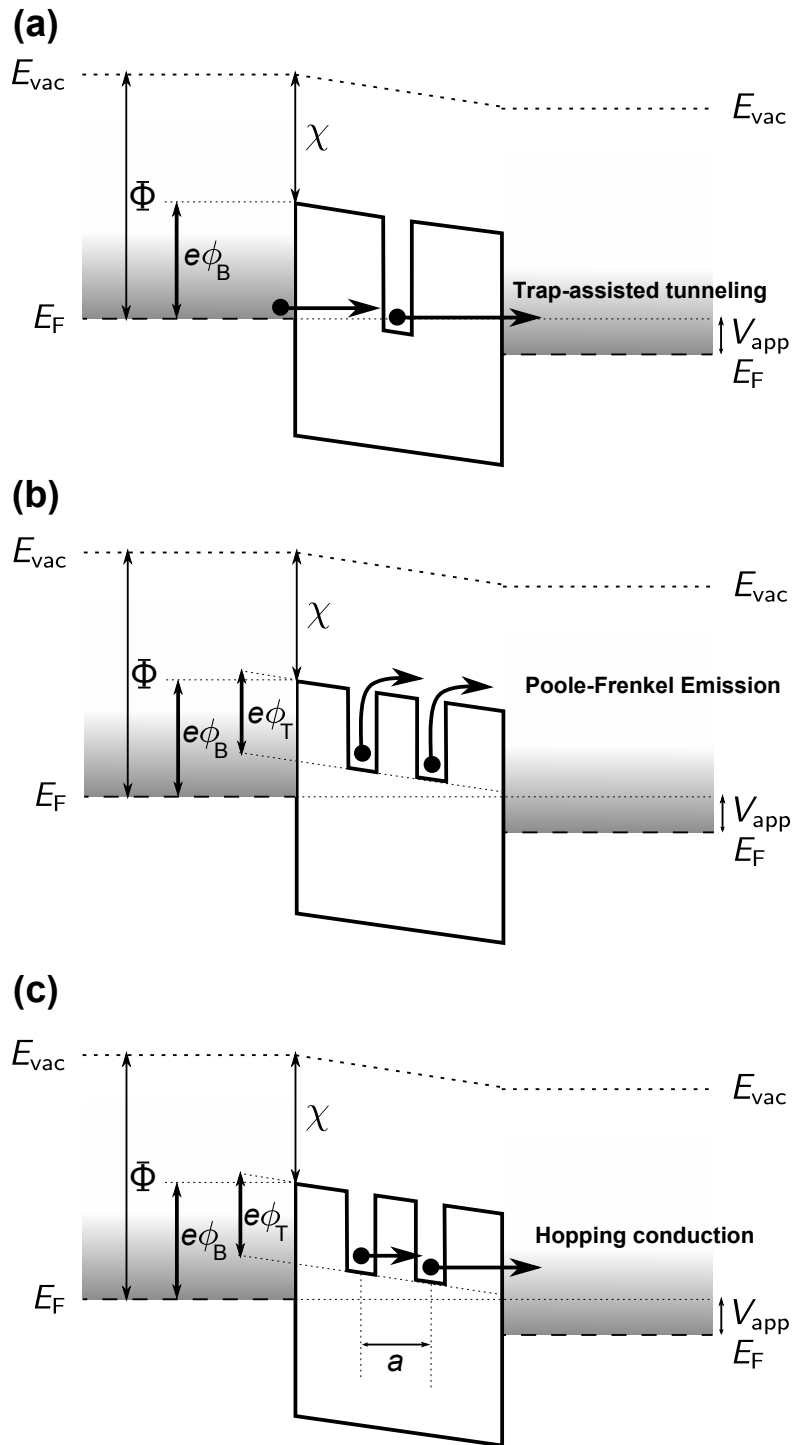 (a)
E_vac
E_vac
χ
Φ
eϕ_B
Trap-assisted tunneling
E_F
V_app
E_F
(b)
E_vac
E_vac
χ
Φ
eϕ_T
Poole-Frenkel Emission
eϕ_B
E_F
V_app
E_F
(c)
E_vac
E_vac
χ
Φ
eϕ_T
eϕ_B
Hopping conduction
E_F
V_app
E_F
a